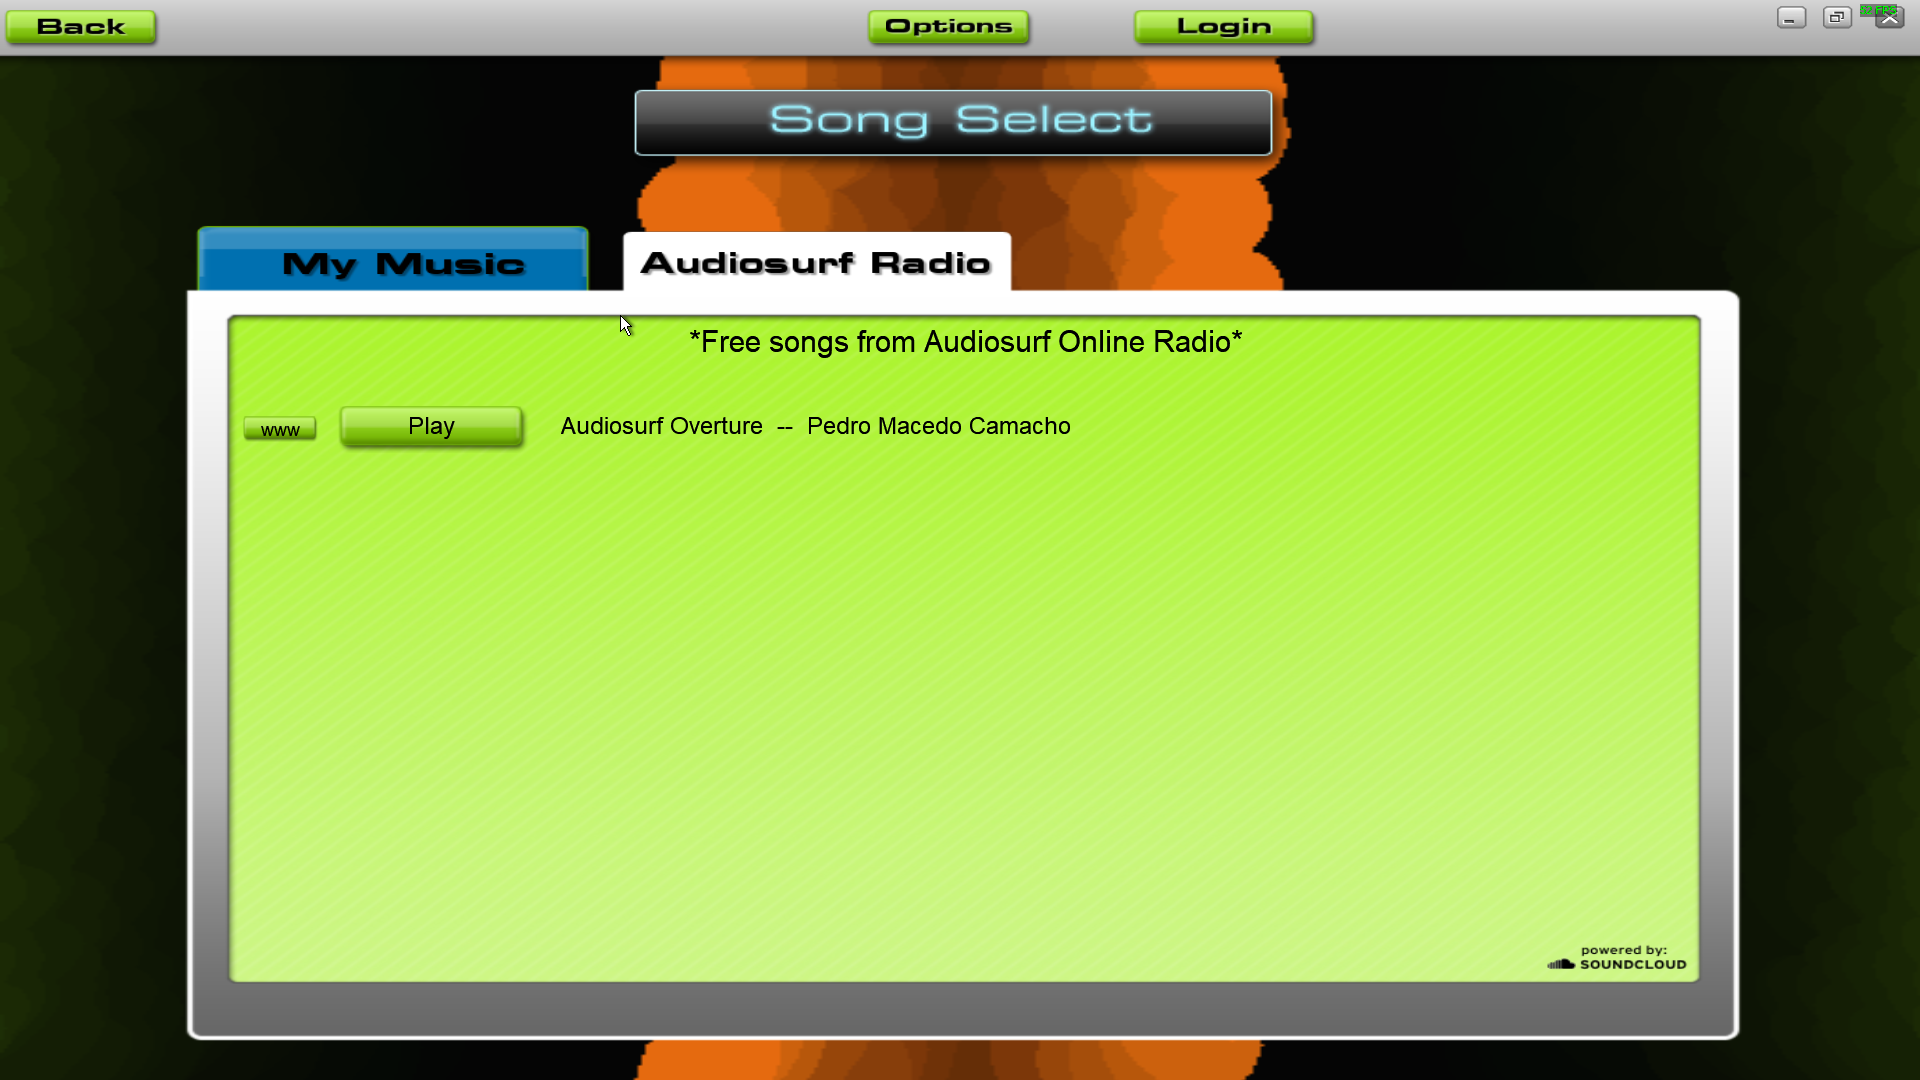 Back
Options
Login
Song Select
My Music
Audiosurf Radio
*Free songs from Audiosurf Online Radio*
www
Play
Audiosurf Overture -- Pedro Macedo Camacho
powered by:
SOUNDCLOUD